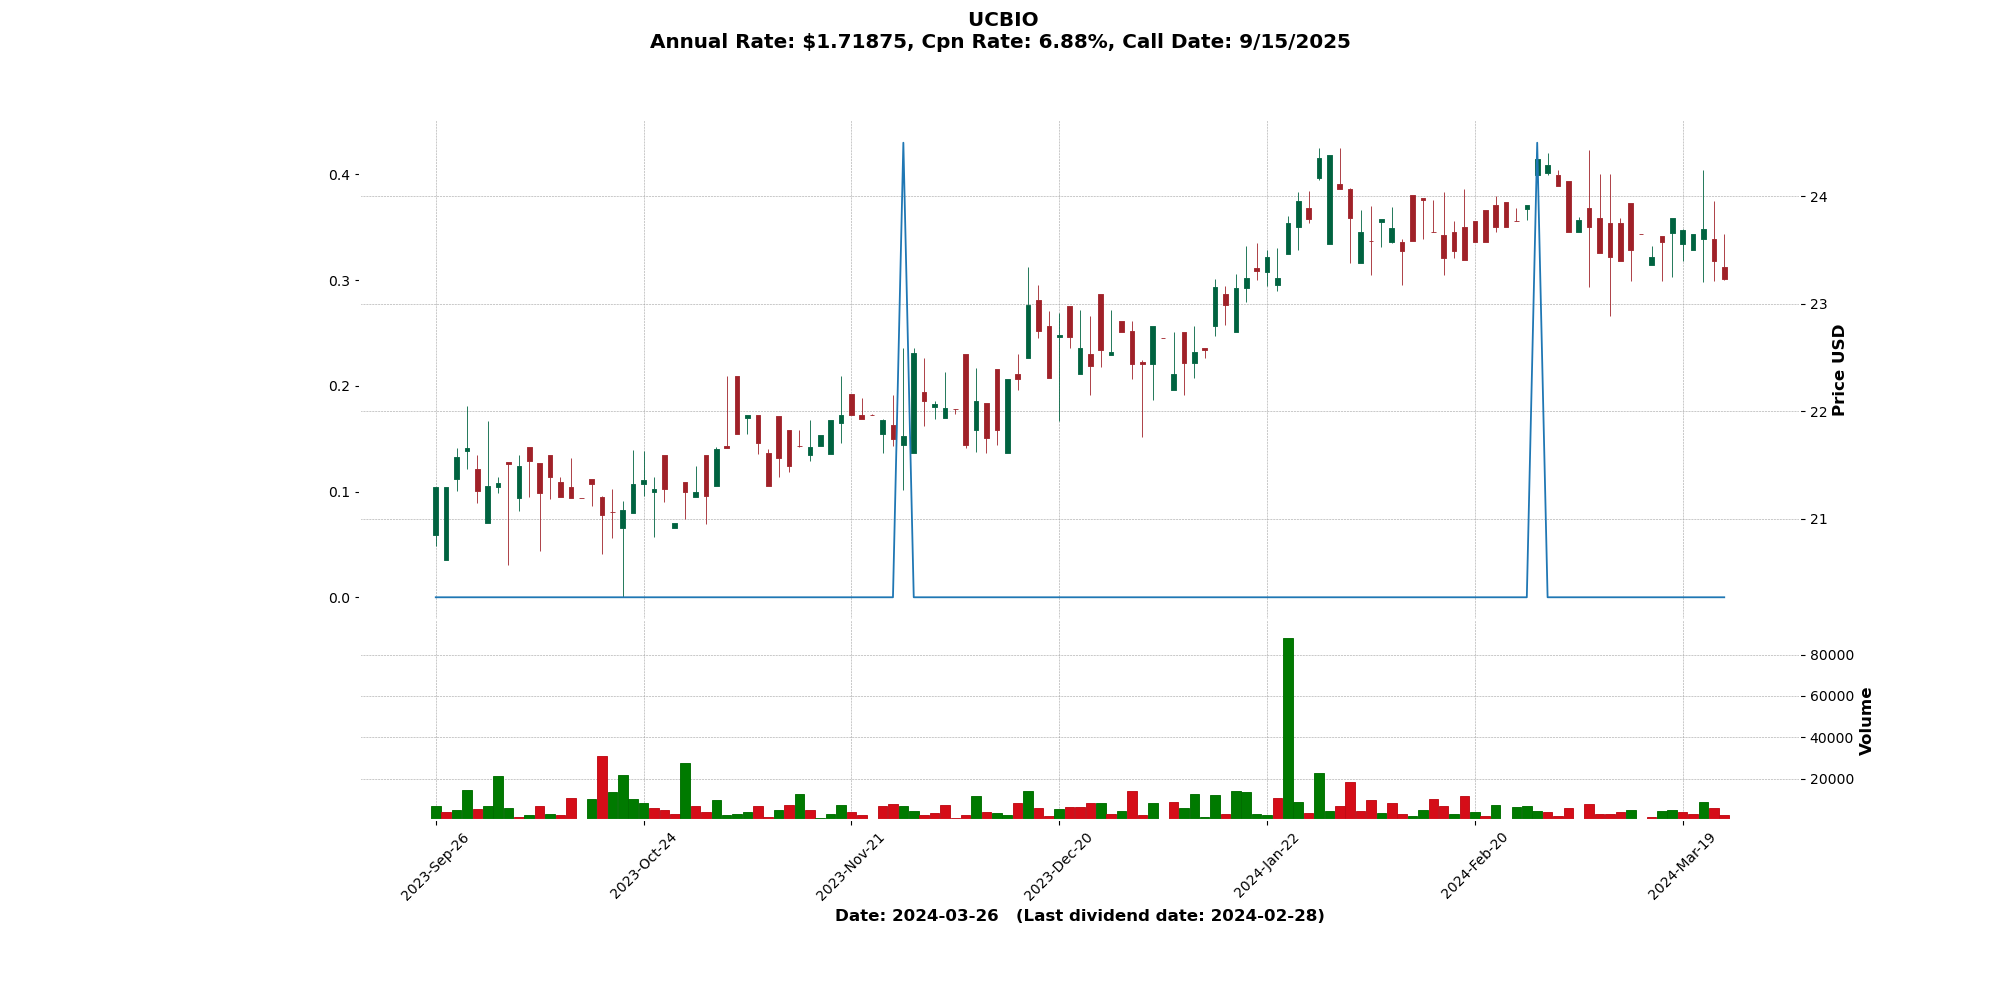 UCBIO
Annual Rate: $1.71875, Cpn Rate: 6.88%, Call Date: 9/15/2025
0.4
0.3
0.2
0.1
0.0
24
23
22
21
Price USD
80000
60000
40000
20000
Volume
2023-Sep-26
2023-Oct-24
2023-Nov-21
2023-Dec-20
2024-Jan-22
2024-Feb-20
2024-Mar-19
Date: 2024-03-26   (Last dividend date: 2024-02-28)